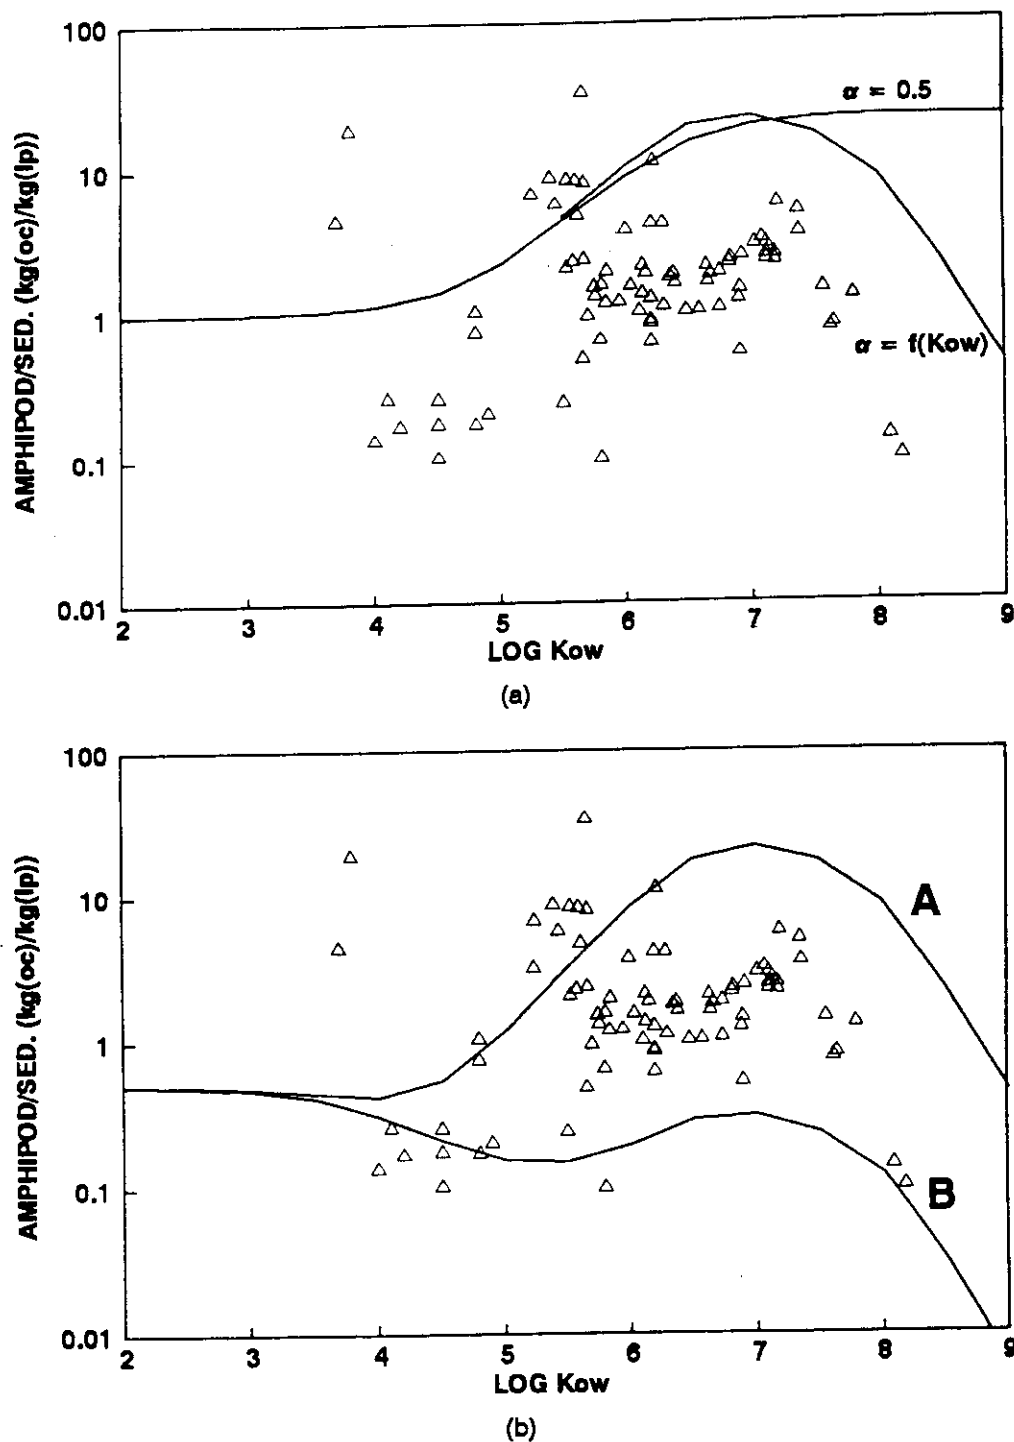 100
10
1
0.1
0.01
AMPHIPOD/SED. (kg(oc)/kg(lp))
α = 0.5
α = f(Kow)
2 3 4 5 6 7 8 9
LOG Kow
(a)
100
10
1
0.1
0.01
AMPHIPOD/SED. (kg(oc)/kg(lp))
A
B
2 3 4 5 6 7 8 9
LOG Kow
(b)